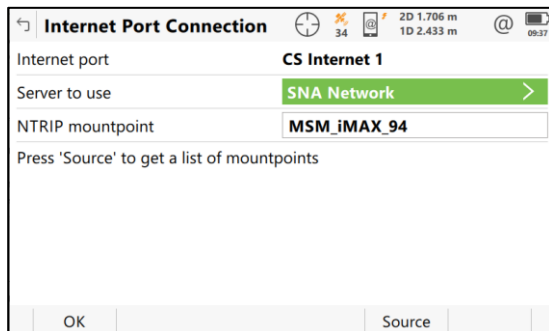 Internet Port Connection 34 @ 2D 1.706 m @
1D 2.433 m 09:37
Internet port CS Internet 1
Server to use SNA Network
NTRIP mountpoint MSM_iMAX_94
Press 'Source' to get a list of mountpoints
OK Source